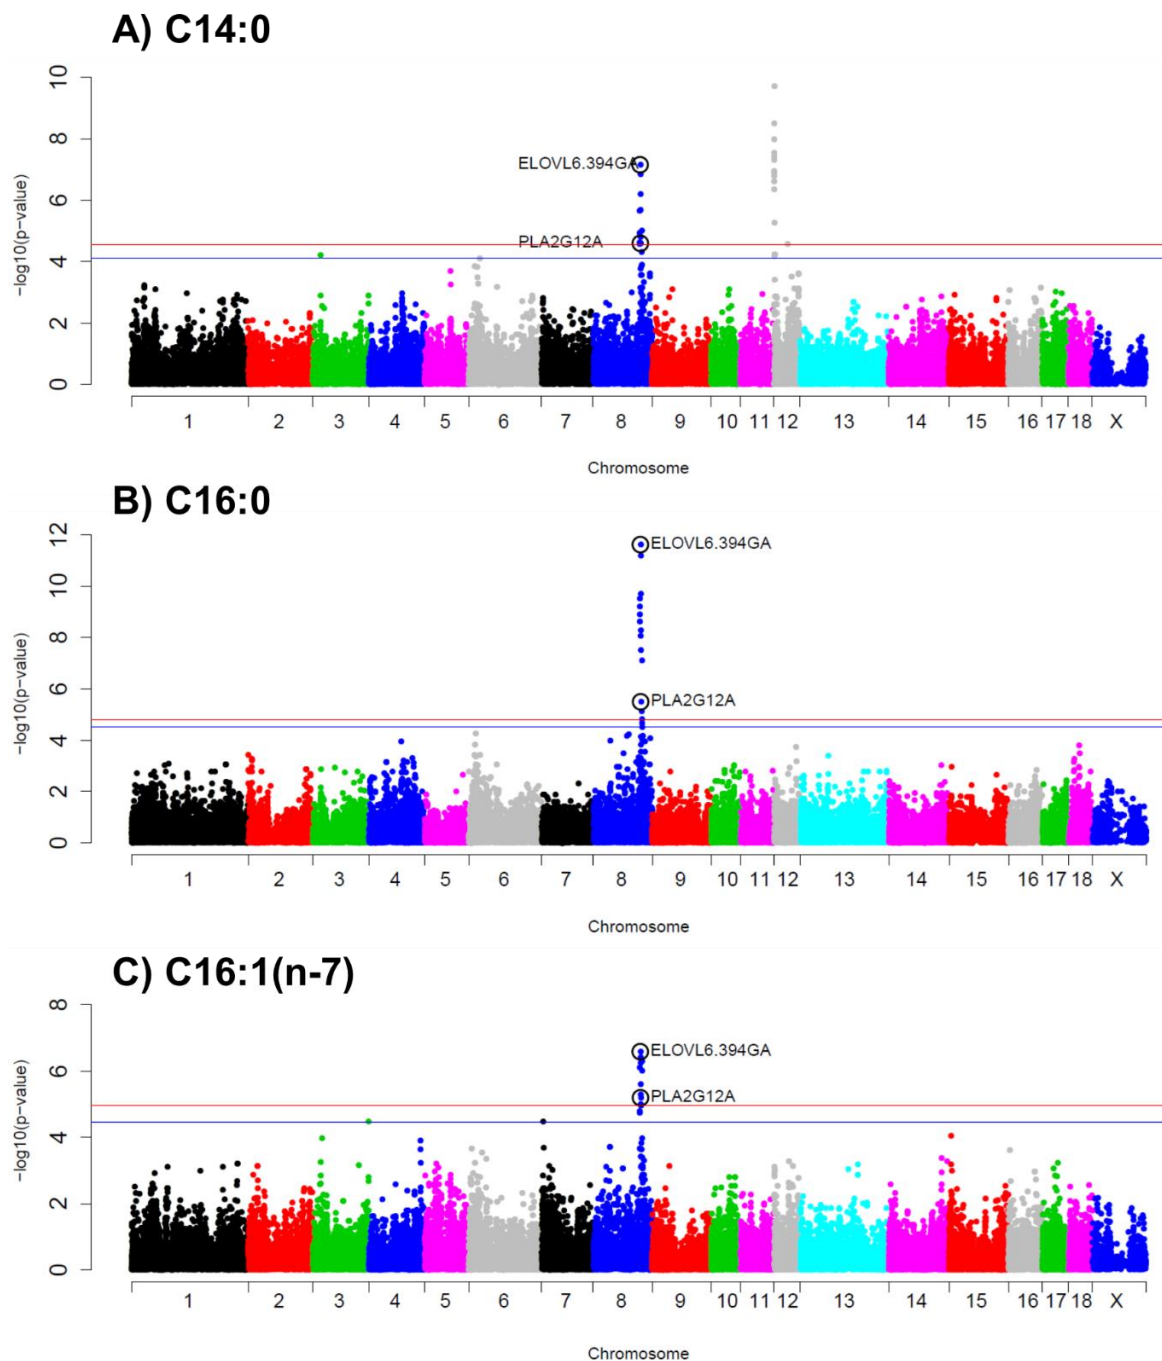 A) C14:0
10
8
6
4
2
0
−log10(p−value)
ELOVL6.394GA
PLA2G12A
1 2 3 4 5 6 7 8 9 10 11 12 13 14 15 16 17 18 X
Chromosome
B) C16:0
12
10
8
6
4
2
0
−log10(p−value)
ELOVL6.394GA
PLA2G12A
1 2 3 4 5 6 7 8 9 10 11 12 13 14 15 16 17 18 X
Chromosome
C) C16:1(n-7)
8
6
4
2
0
−log10(p−value)
ELOVL6.394GA
PLA2G12A
1 2 3 4 5 6 7 8 9 10 11 12 13 14 15 16 17 18 X
Chromosome